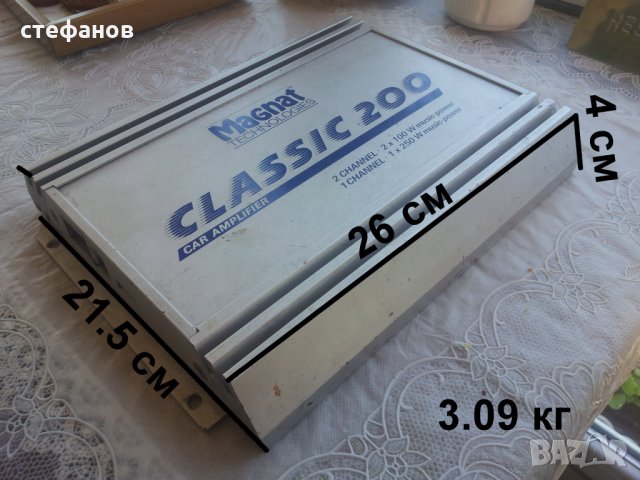 стефанов
Magnat
TECHNOLOGIES
CLASSIC 200
CAR AMPLIFIER
2 CHANNEL · 2 x 100 W music-power
1 CHANNEL · 1 x 250 W music-power
4 см
26 см
21.5 см
3.09 кг
BAZAR